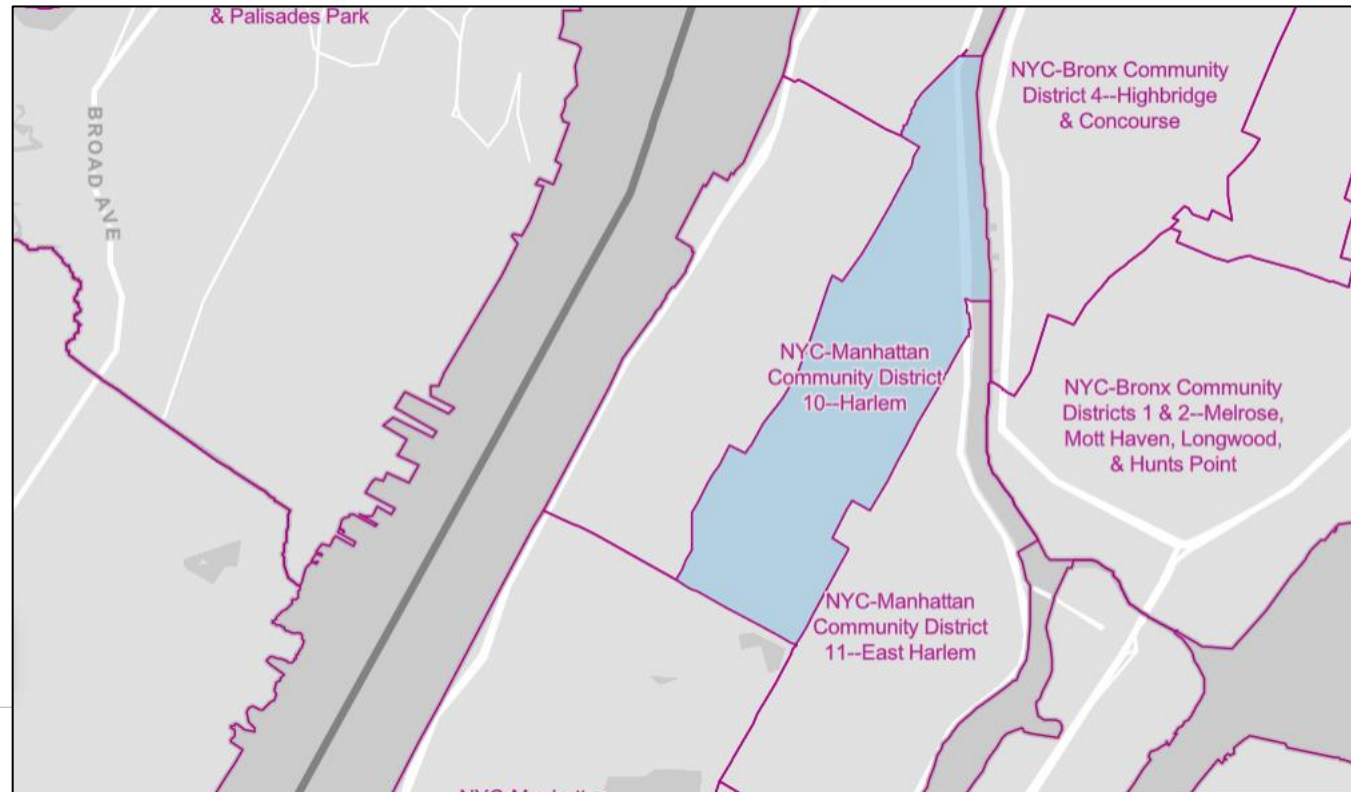 & Palisades Park
BROAD AVE
NYC-Bronx Community
District 4--Highbridge
& Concourse
NYC-Manhattan
Community District
10--Harlem
NYC-Bronx Community
Districts 1 & 2--Melrose,
Mott Haven, Longwood,
& Hunts Point
NYC-Manhattan
Community District
11--East Harlem